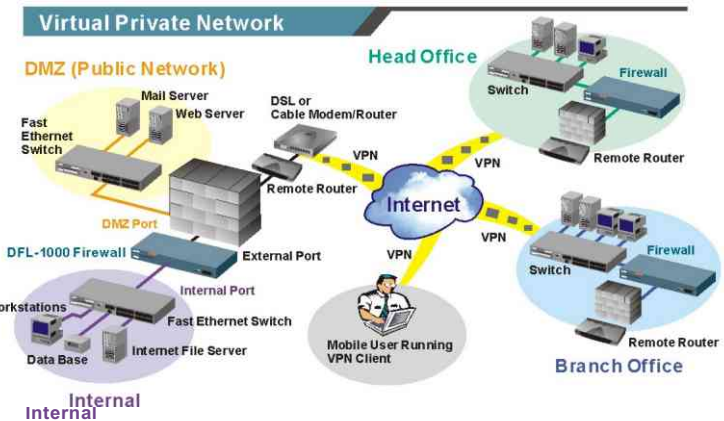 Virtual Private Network
DMZ (Public Network)
Mail Server
Web Server
Fast
Ethernet
Switch
DMZ Port
DSL or
Cable Modem/Router
Remote Router
VPN
Head Office
Switch
Firewall
Remote Router
VPN
Internet
VPN
VPN
DFL-1000 Firewall
External Port
Internal Port
orkstations
Fast Ethernet Switch
Data Base
Internet File Server
Internal
Internal
Mobile User Running
VPN Client
Switch
Firewall
Remote Router
Branch Office